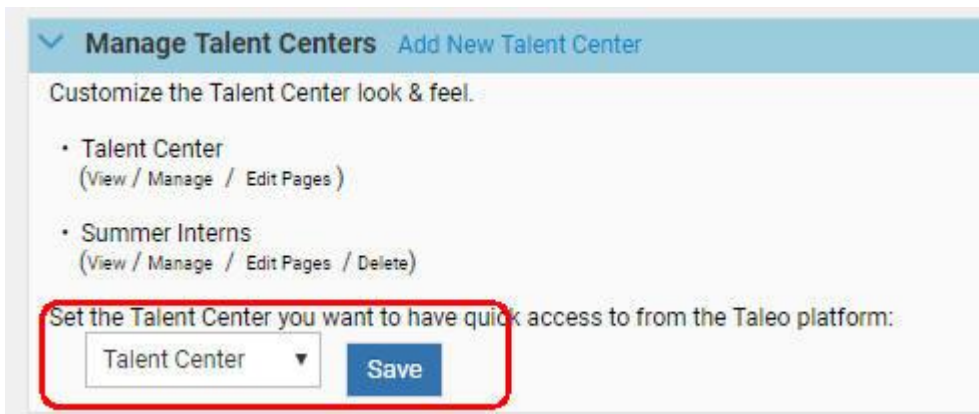 Manage Talent Centers Add New Talent Center
Customize the Talent Center look & feel.
• Talent Center
(View / Manage / Edit Pages )
• Summer Interns
(View / Manage / Edit Pages / Delete)
Set the Talent Center you want to have quick access to from the Taleo platform:
Talent Center ▼ Save